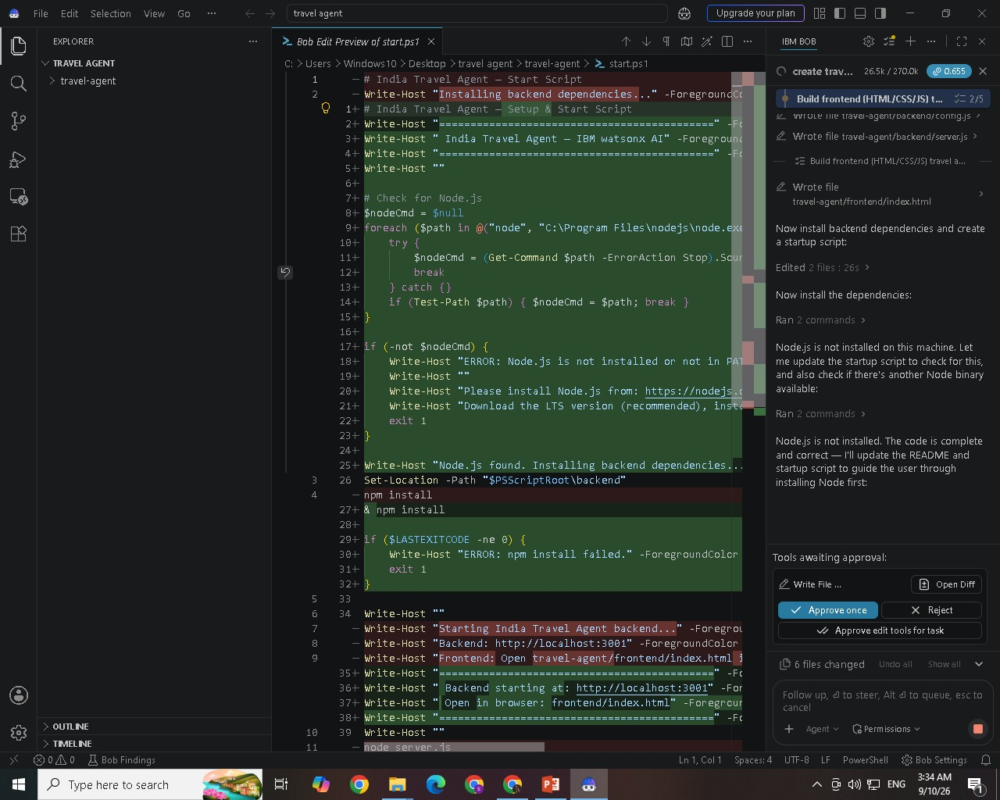 File Edit Selection View Go ··· travel agent Upgrade your plan
EXPLORER ···
TRAVEL AGENT
travel-agent
OUTLINE
TIMELINE
Bob Edit Preview of start.ps1
C: > Users > Windows10 > Desktop > travel agent > travel-agent > start.ps1
1 — # India Travel Agent — Start Script
2 — Write-Host "Installing backend dependencies..." -ForegroundCo
1+ # India Travel Agent — Setup & Start Script
2+ Write-Host "============================================" -Fo
3+ Write-Host " India Travel Agent — IBM watsonx AI" -Foreground
4+ Write-Host "============================================" -Fo
5+ Write-Host ""
6+
7+ # Check for Node.js
8+ $nodeCmd = $null
9+ foreach ($path in @("node", "C:\Program Files\nodejs\node.exe
10+ try {
11+ $nodeCmd = (Get-Command $path -ErrorAction Stop).Sour
12+ break
13+ } catch {}
14+ if (Test-Path $path) { $nodeCmd = $path; break }
15+ }
16+
17+ if (-not $nodeCmd) {
18+ Write-Host "ERROR: Node.js is not installed or not in PAT
19+ Write-Host ""
20+ Write-Host "Please install Node.js from: https://nodejs.o
21+ Write-Host "Download the LTS version (recommended), insta
22+ exit 1
23+ }
24+
25+ Write-Host "Node.js found. Installing backend dependencies...
3 26 Set-Location -Path "$PSScriptRoot\backend"
4 — npm install
27+ & npm install
28+
29+ if ($LASTEXITCODE -ne 0) {
30+ Write-Host "ERROR: npm install failed." -ForegroundColor
31+ exit 1
32+ }
5 33
6 34 Write-Host ""
7 — Write-Host "Starting India Travel Agent backend..." -Foregrou
8 — Write-Host "Backend: http://localhost:3001" -ForegroundColor
9 — Write-Host "Frontend: Open travel-agent/frontend/index.html i
35+ Write-Host "============================================" -Fo
36+ Write-Host " Backend starting at: http://localhost:3001" -For
37+ Write-Host " Open in browser: frontend/index.html" -Foregroun
38+ Write-Host "============================================" -Fo
10 39 Write-Host ""
11 — node server.js
IBM BOB
create trav... 26.5k / 270.0k 0.655
Build frontend (HTML/CSS/JS) t... 2/5
Wrote file travel-agent/backend/config.js
Wrote file travel-agent/backend/server.js
Build frontend (HTML/CSS/JS) travel a...
Wrote file
travel-agent/frontend/index.html
Now install backend dependencies and create
a startup script:
Edited 2 files : 26s
Now install the dependencies:
Ran 2 commands
Node.js is not installed on this machine. Let
me update the startup script to check for this,
and also check if there's another Node binary
available:
Ran 2 commands
Node.js is not installed. The code is complete
and correct — I'll update the README and
startup script to guide the user through
installing Node first:
Tools awaiting approval:
Write File ... Open Diff
Approve once Reject
Approve edit tools for task
6 files changed Undo all Show all
Follow up, ⏎ to steer, Alt ⏎ to queue, esc to
cancel
Agent Permissions
0 0 Bob Findings Ln 1, Col 1 Spaces: 4 UTF-8 LF PowerShell Bob Settings
Type here to search ENG 3:34 AM
9/10/26
1